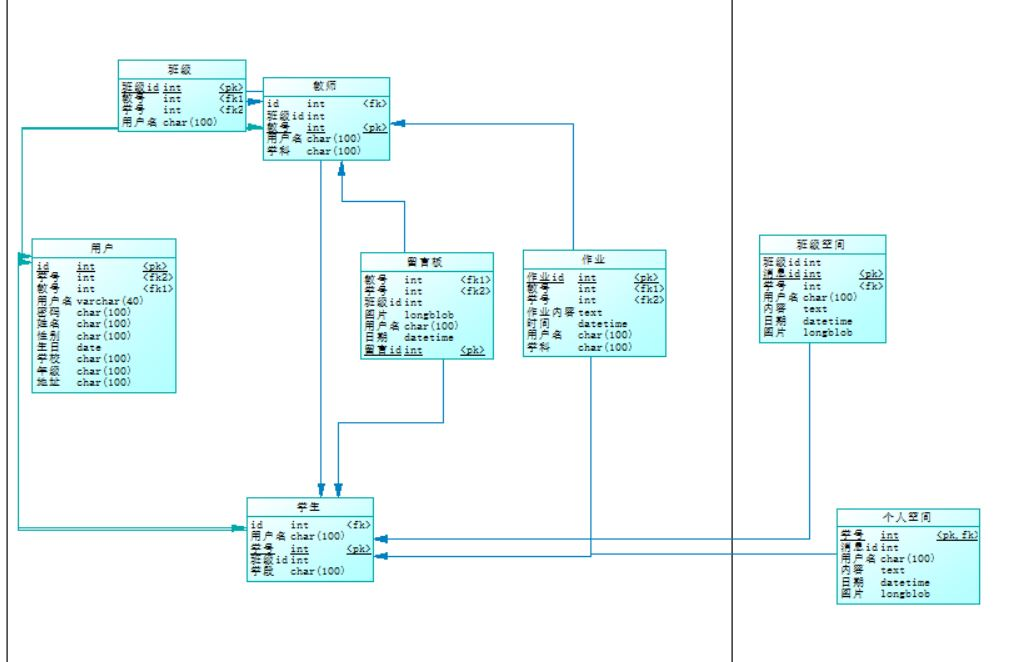 班级
班级id int <pk>
教号 int <fk1
学号 int <fk2
用户名 char(100)
教师
id int <fk>
班级id int
教号 int <pk>
用户名 char(100)
学科 char(100)
用户
id int <pk>
学号 int <fk2>
教号 int <fk1>
用户名 varchar(40)
密码 char(100)
姓名 char(100)
性别 char(100)
生日 date
学校 char(100)
年级 char(100)
地址 char(100)
留言板
教号 int <fk1>
学号 int <fk2>
班级id int
图片 longblob
用户名 char(100)
日期 datetime
留言id int <pk>
作业
作业id int <pk>
教号 int <fk1>
学号 int <fk2>
作业内容 text
时间 datetime
用户名 char(100)
学科 char(100)
班级空间
班级id int
消息id int <pk>
学号 int <fk>
用户名 char(100)
内容 text
日期 datetime
图片 longblob
学生
id int <fk>
用户名 char(100)
学号 int <pk>
班级id int
学段 char(100)
个人空间
学号 int <pk,fk>
消息id int
用户名 char(100)
内容 text
日期 datetime
图片 longblob